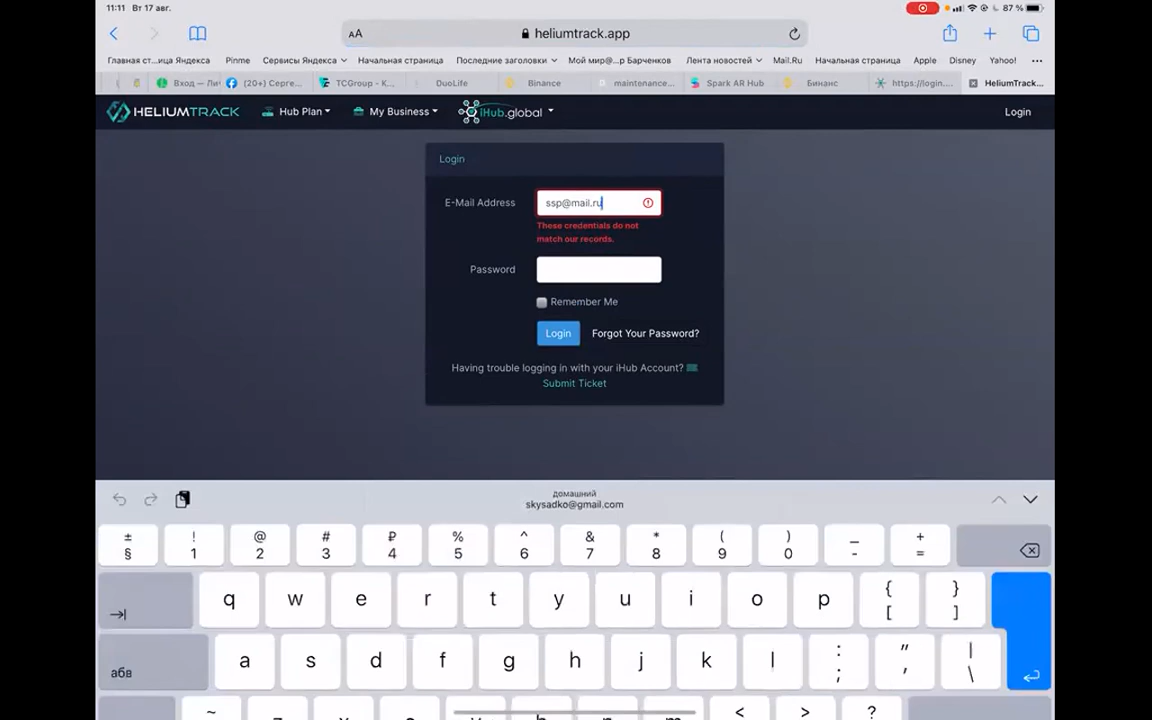 11:11 Вт 17 авг.
87 %
AA
heliumtrack.app
Главная ст...ица Яндекса
Pinme
Сервисы Яндекса
Начальная страница
Последние заголовки
Мой мир@...р Барченков
Лента новостей
Mail.Ru
Начальная страница
Apple
Disney
Yahoo!
Вход — Ли
(20+) Серге...
TCGroup - K...
DuoLife
Binance
maintenance...
Spark AR Hub
Бинанс
https://login....
HeliumTrack...
HELIUMTRACK
Hub Plan
My Business
iHub.global
Login
Login
E-Mail Address
ssp@mail.ru
These credentials do not
match our records.
Password
Remember Me
Login
Forgot Your Password?
Having trouble logging in with your iHub Account?
Submit Ticket
домашний
skysadko@gmail.com
± ! @ # ₽ % ^ & * ( ) _ +
§ 1 2 3 4 5 6 7 8 9 0 - =
q w e r t y u i o p { [ } ]
абв a s d f g h j k l : ; " ' | \
~ z x c v b n m < > ?